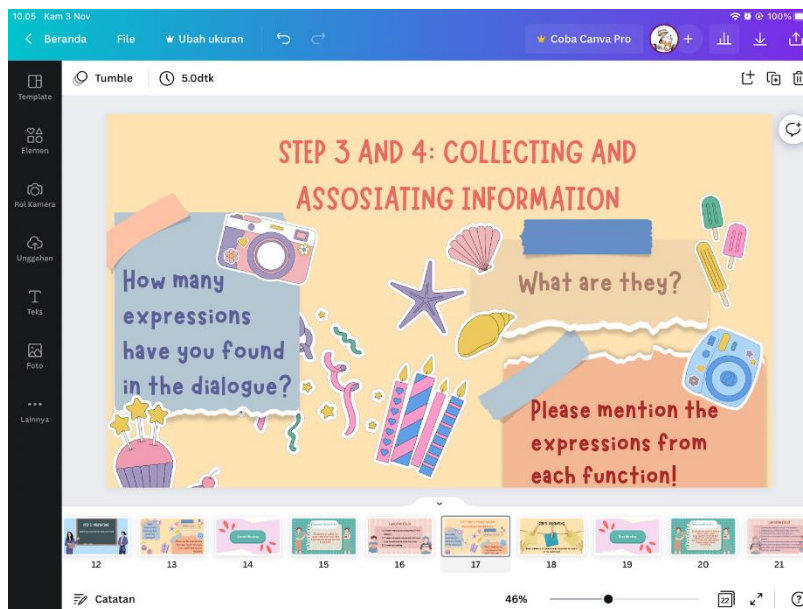 10.05 Kam 3 Nov
100%
Beranda File Ubah ukuran Coba Canva Pro
Template
Elemen
Rol Kamera
Unggahan
Teks
Foto
Lainnya
Tumble 5.0dtk
STEP 3 AND 4: COLLECTING AND
ASSOSIATING INFORMATION
How many
expressions
have you found
in the dialogue?
What are they?
Please mention the
expressions from
each function!
12 13 14 15 16 17 18 19 20 21
Catatan 46% 22